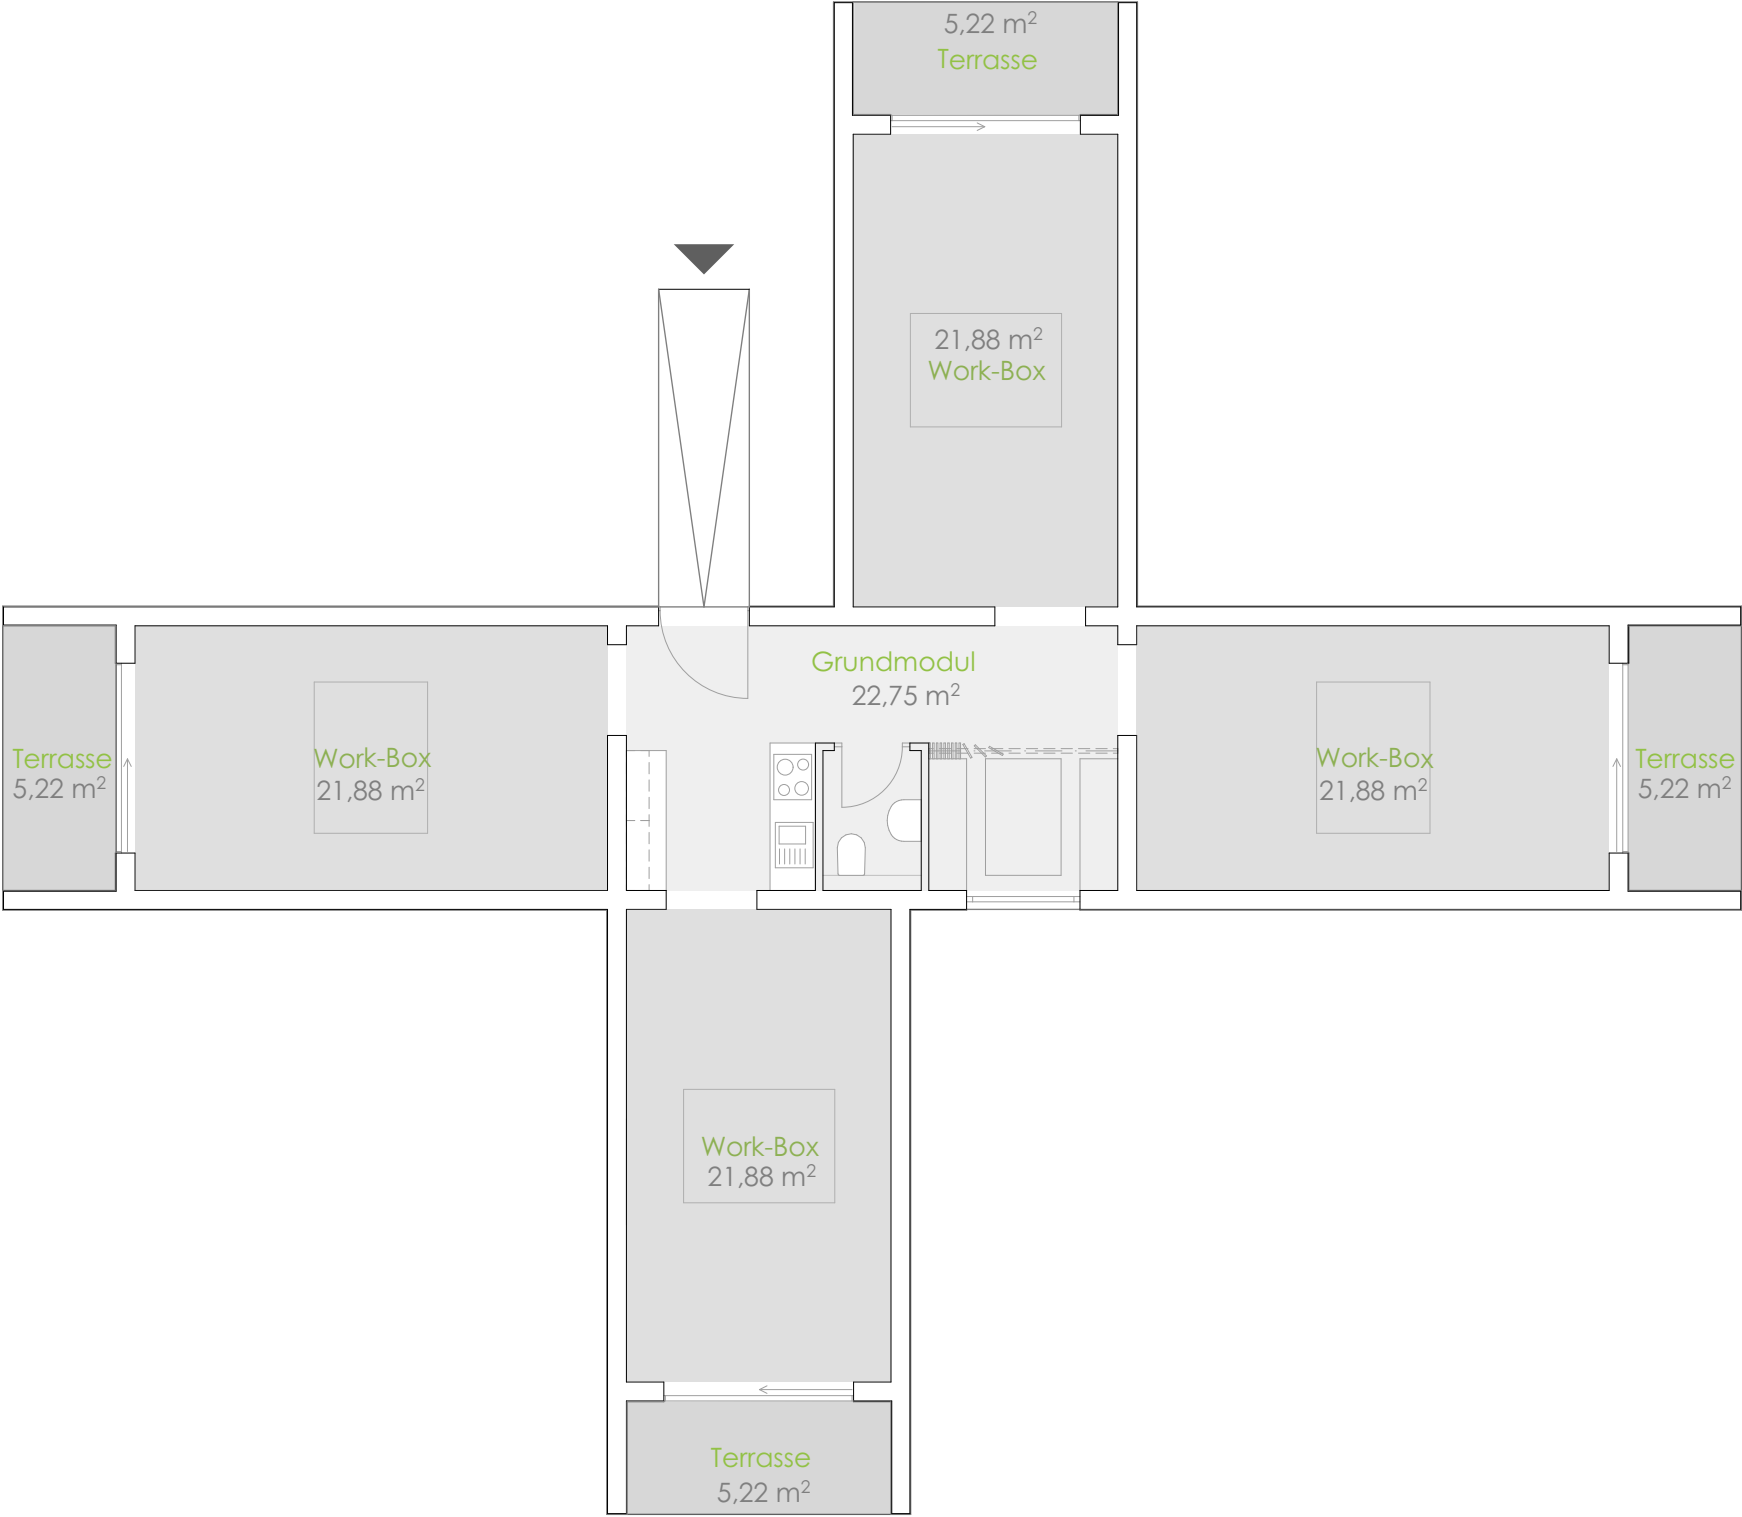 5,22 m²
Terrasse
21,88 m²
Work-Box
Grundmodul
22,75 m²
Terrasse
5,22 m²
Work-Box
21,88 m²
Work-Box
21,88 m²
Terrasse
5,22 m²
Work-Box
21,88 m²
Terrasse
5,22 m²